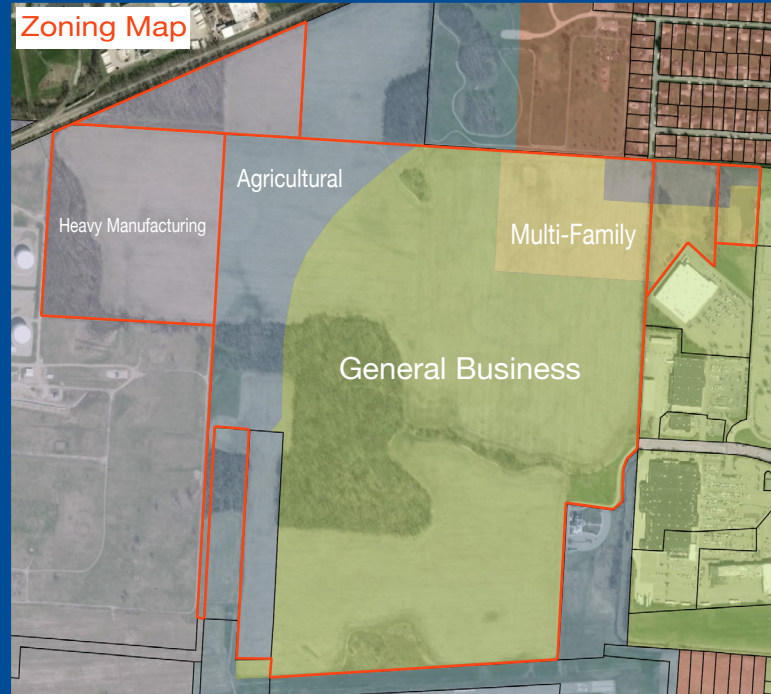 Zoning Map
Agricultural
Heavy Manufacturing
Multi-Family
General Business